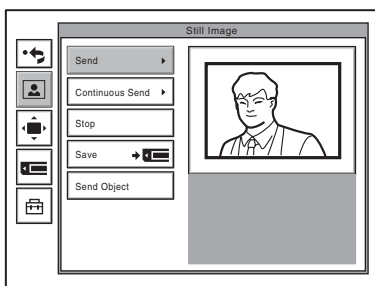 Still Image
Send
Continuous Send
Stop
Save
Send Object